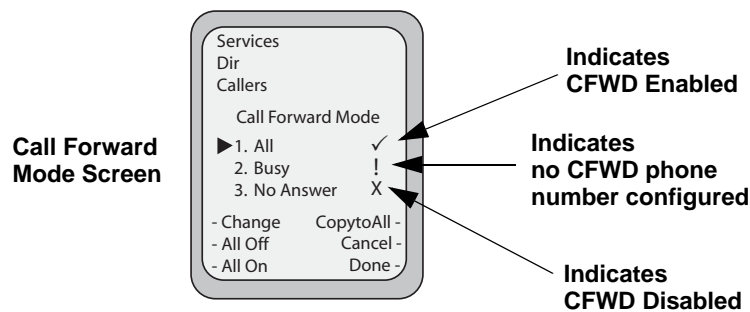 Call Forward
Mode Screen
Services
Dir
Callers
Call Forward Mode
1. All ✓
2. Busy !
3. No Answer X
- Change CopytoAll -
- All Off Cancel -
- All On Done -
Indicates
CFWD Enabled
Indicates
no CFWD phone
number configured
Indicates
CFWD Disabled